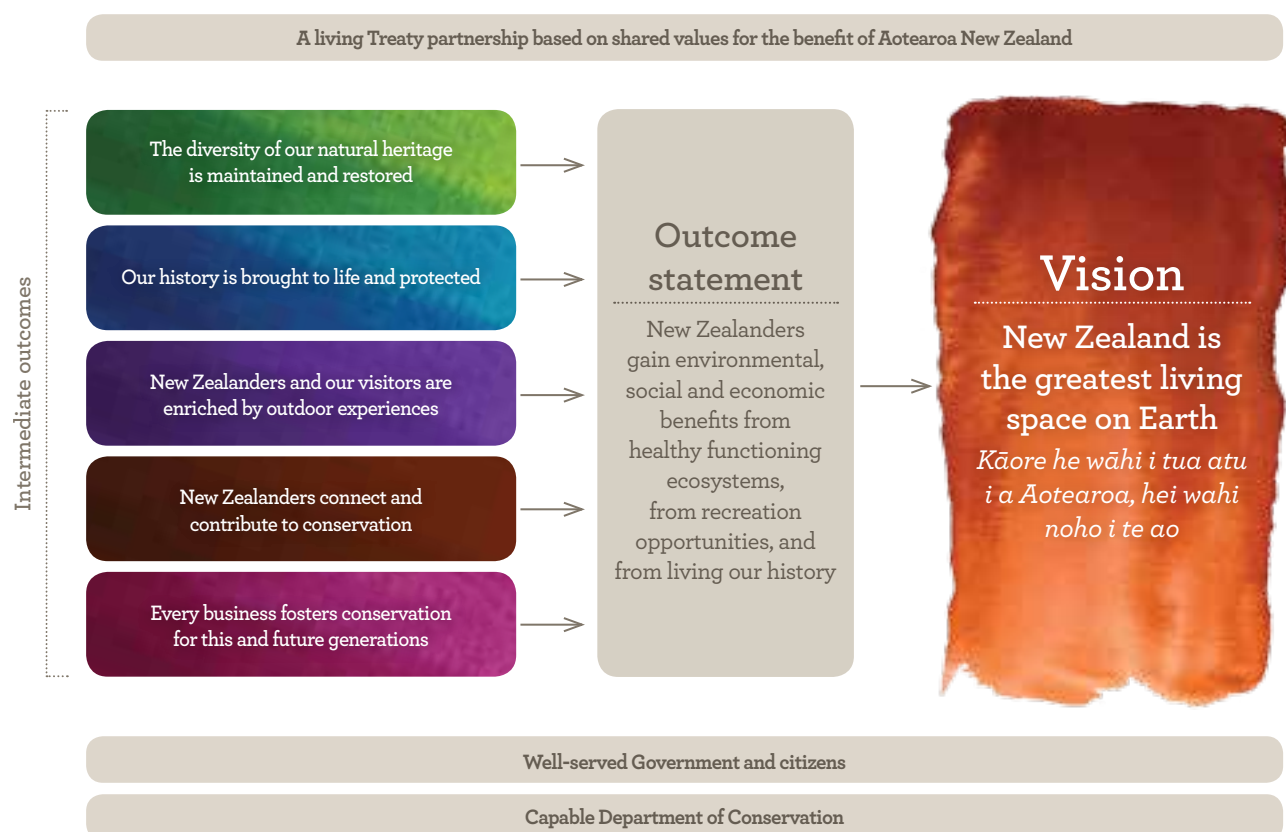 A living Treaty partnership based on shared values for the benefit of Aotearoa New Zealand
Intermediate outcomes
The diversity of our natural heritage
is maintained and restored
Our history is brought to life and protected
New Zealanders and our visitors are
enriched by outdoor experiences
New Zealanders connect and
contribute to conservation
Every business fosters conservation
for this and future generations
Outcome
statement
New Zealanders
gain environmental,
social and economic
benefits from
healthy functioning
ecosystems,
from recreation
opportunities, and
from living our history
Vision
New Zealand is
the greatest living
space on Earth
Kāore he wāhi i tua atu
i a Aotearoa, hei wahi
noho i te ao
Well-served Government and citizens
Capable Department of Conservation